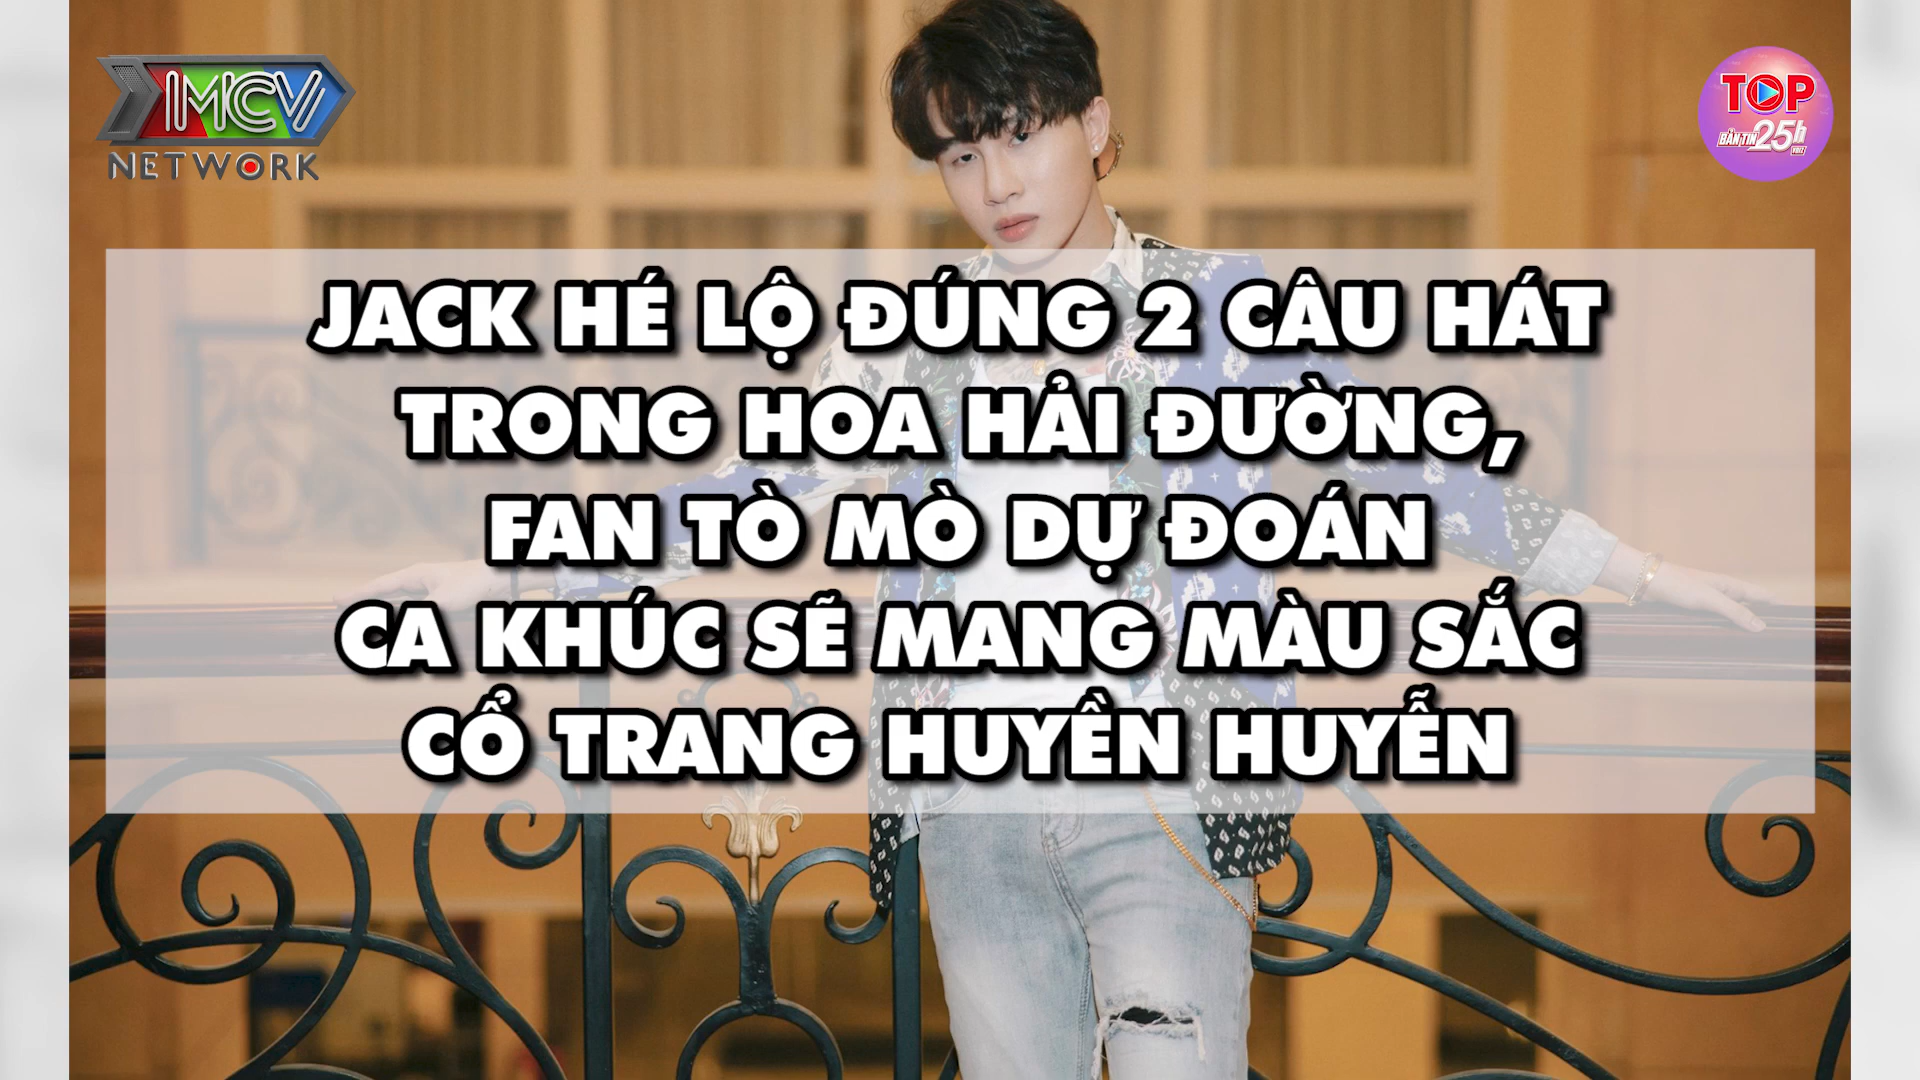 MCV
NETWORK
TOP
BẢN TIN 25h
VBIZ
JACK HÉ LỘ ĐÚNG 2 CÂU HÁT
TRONG HOA HẢI ĐƯỜNG,
FAN TÒ MÒ DỰ ĐOÁN
CA KHÚC SẼ MANG MÀU SẮC
CỔ TRANG HUYỀN HUYỄN